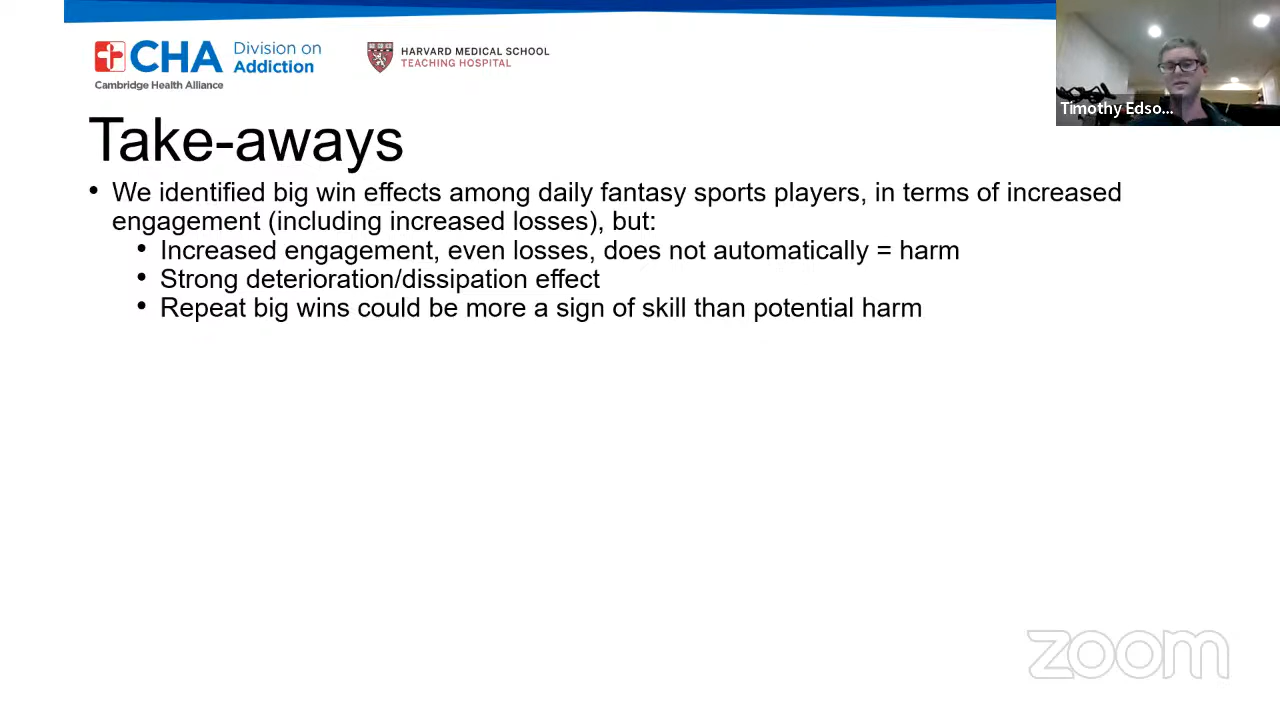 CHA Division on
Addiction
Cambridge Health Alliance
HARVARD MEDICAL SCHOOL
TEACHING HOSPITAL
Timothy Edso...
Take-aways
• We identified big win effects among daily fantasy sports players, in terms of increased
engagement (including increased losses), but:
• Increased engagement, even losses, does not automatically = harm
• Strong deterioration/dissipation effect
• Repeat big wins could be more a sign of skill than potential harm
zoom